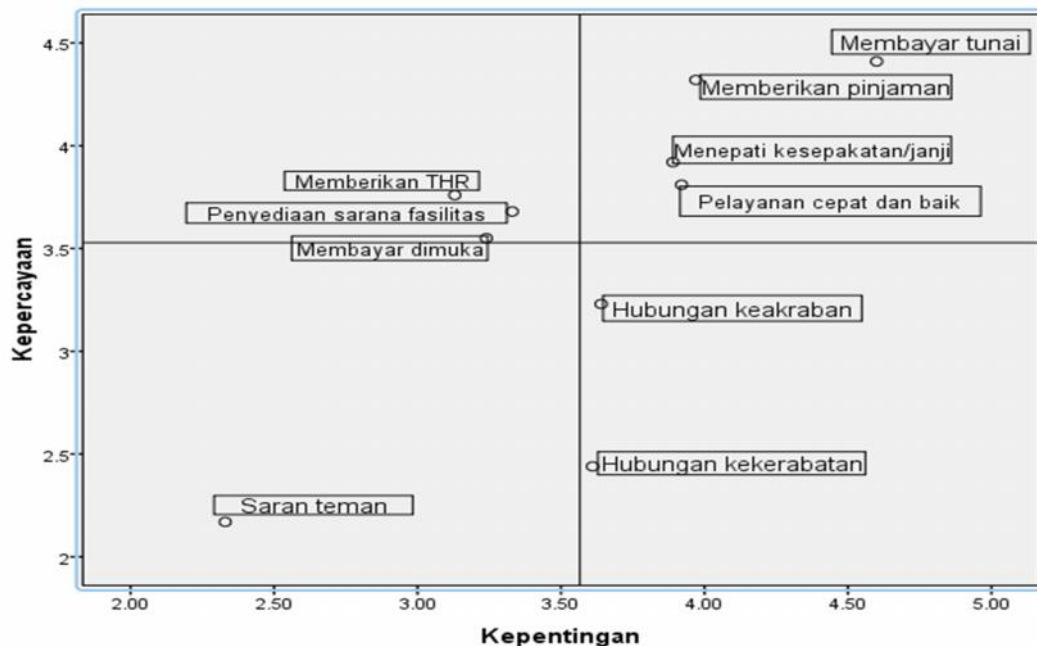 4.5
Membayar tunai
Memberikan pinjaman
4
Menepati kesepakatan/janji
Memberikan THR
Pelayanan cepat dan baik
Penyediaan sarana fasilitas
3.5
Membayar dimuka
Kepercayaan
Hubungan keakraban
3
2.5
Hubungan kekerabatan
Saran teman
2
2.00 2.50 3.00 3.50 4.00 4.50 5.00
Kepentingan